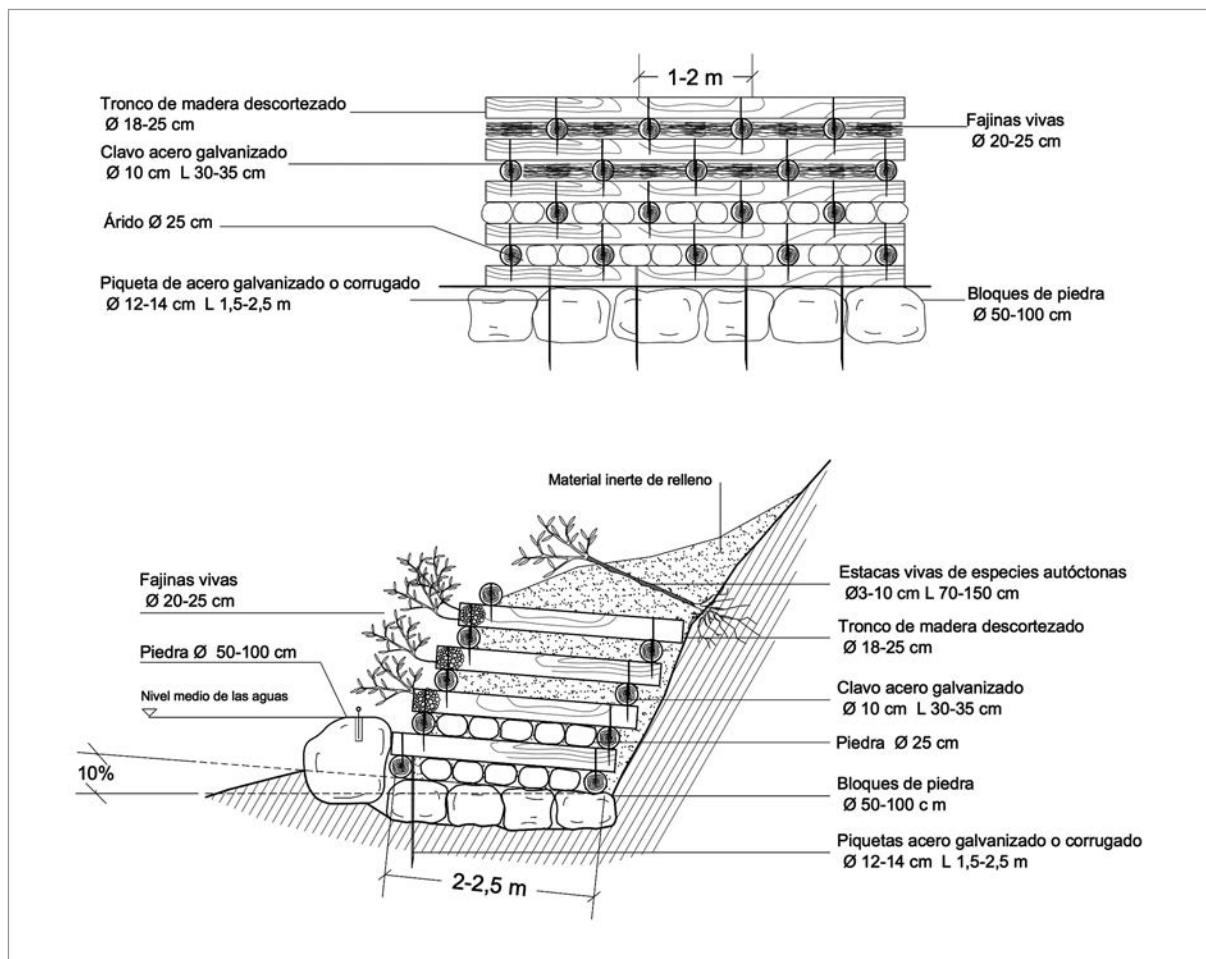 1-2 m
Tronco de madera descortezado
Ø 18-25 cm
Clavo acero galvanizado
Ø 10 cm L 30-35 cm
Árido Ø 25 cm
Piqueta de acero galvanizado o corrugado
Ø 12-14 cm L 1,5-2,5 m
Fajinas vivas
Ø 20-25 cm
Bloques de piedra
Ø 50-100 cm
Material inerte de relleno
Fajinas vivas
Ø 20-25 cm
Piedra Ø 50-100 cm
Nivel medio de las aguas
10%
2-2,5 m
Estacas vivas de especies autóctonas
Ø3-10 cm L 70-150 cm
Tronco de madera descortezado
Ø 18-25 cm
Clavo acero galvanizado
Ø 10 cm L 30-35 cm
Piedra Ø 25 cm
Bloques de piedra
Ø 50-100 c m
Piquetas acero galvanizado o corrugado
Ø 12-14 cm L 1,5-2,5 m